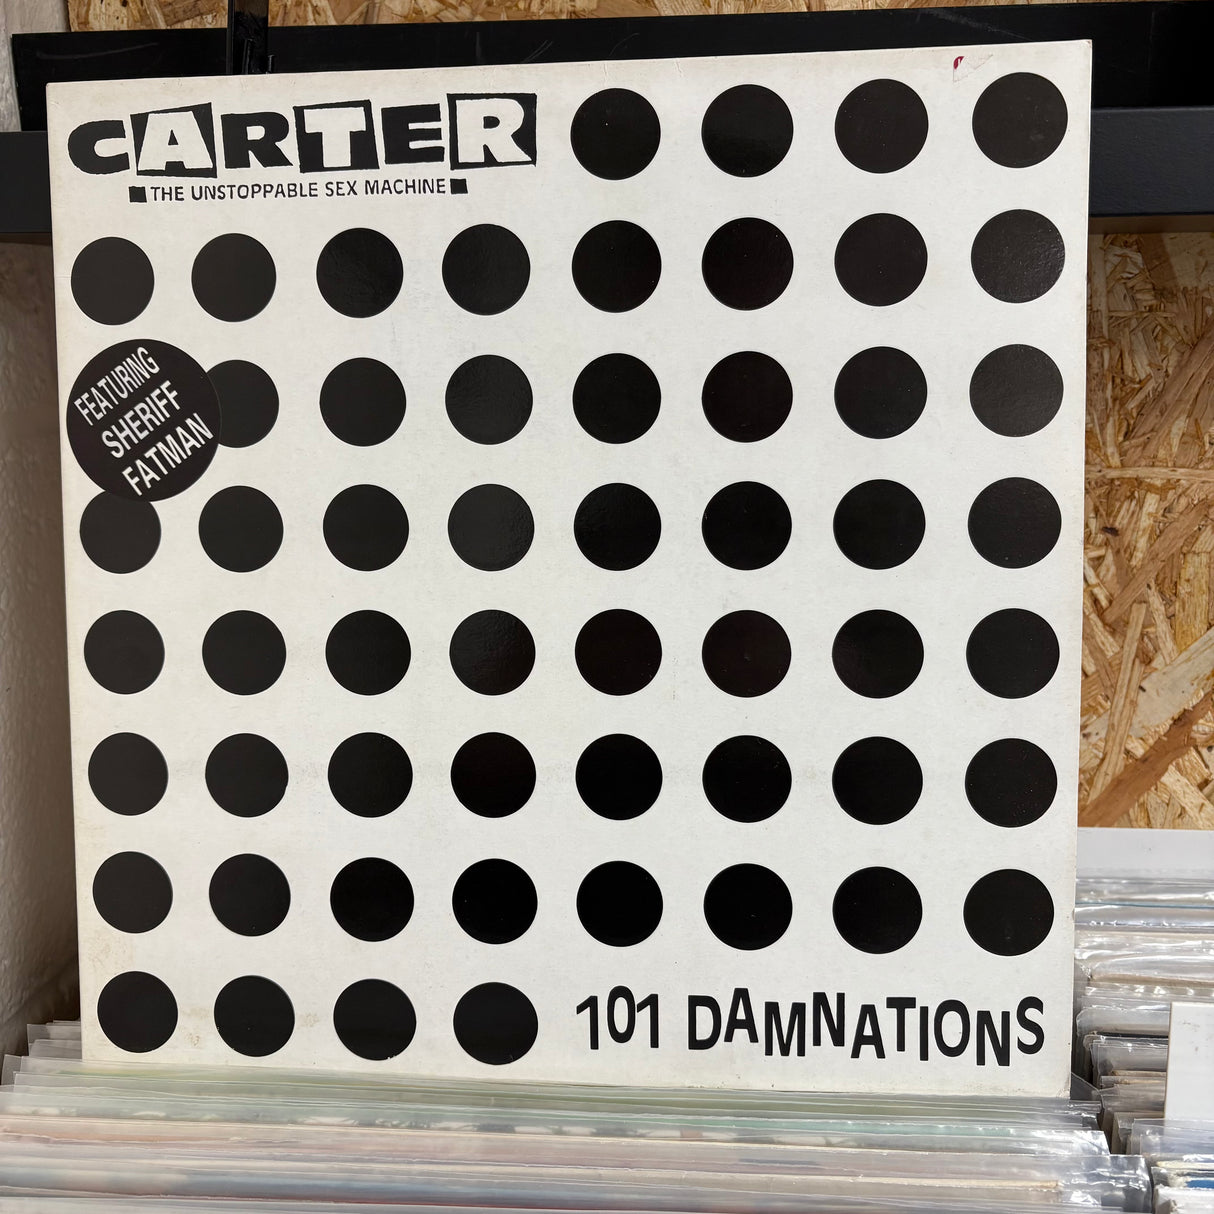 CARTER
THE UNSTOPPABLE SEX MACHINE
FEATURING
SHERIFF
FATMAN
101 DAMNATIONS